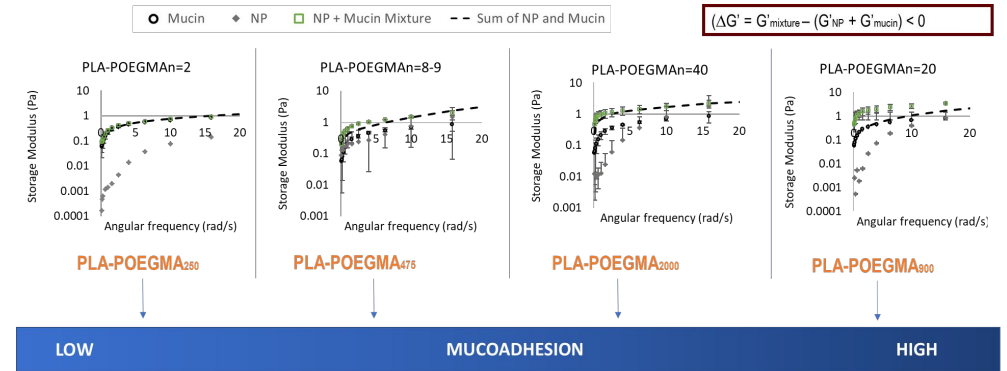 Mucin NP NP + Mucin Mixture Sum of NP and Mucin
(ΔG' = G'mixture – (G'NP + G'mucin) < 0
PLA-POEGMAn=2
Storage Modulus (Pa)
10
1
0.1
0.01
0.001
0.0001
0 5 10 15 20
Angular frequency (rad/s)
PLA-POEGMA250
PLA-POEGMAn=8-9
Storage Modulus (Pa)
10
1
0.1
0.01
0.001
0 5 10 15 20
Angular frequency (rad/s)
PLA-POEGMA475
PLA-POEGMAn=40
Storage Modulus (Pa)
10
1
0.1
0.01
0.001
0 5 10 15 20
Angular frequency (rad/s)
PLA-POEGMA2000
PLA-POEGMAn=20
Storage Modulus (Pa)
100
10
1
0.1
0.01
0.001
0.0001
0 5 10 15 20
Angular frequency (rad/s)
PLA-POEGMA900
LOW MUCOADHESION HIGH